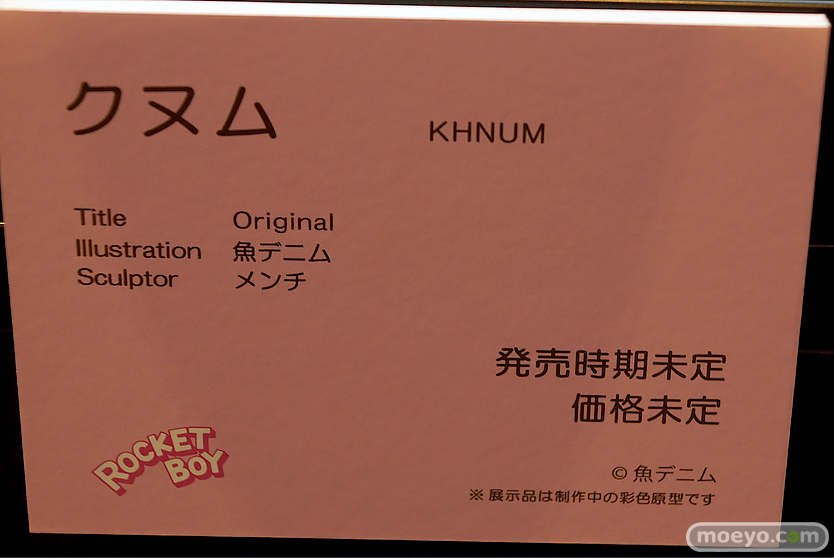 クヌム KHNUM
Title Original
Illustration 魚デニム
Sculptor メンチ
発売時期未定
価格未定
ROCKET
BOY
© 魚デニム
※ 展示品は制作中の彩色原型です
moeyo.com